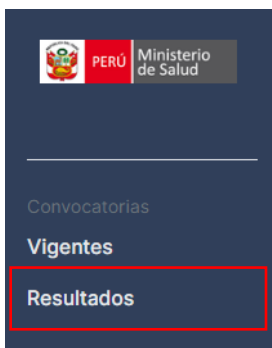 PERÚ
Ministerio
de Salud
Convocatorias
Vigentes
Resultados